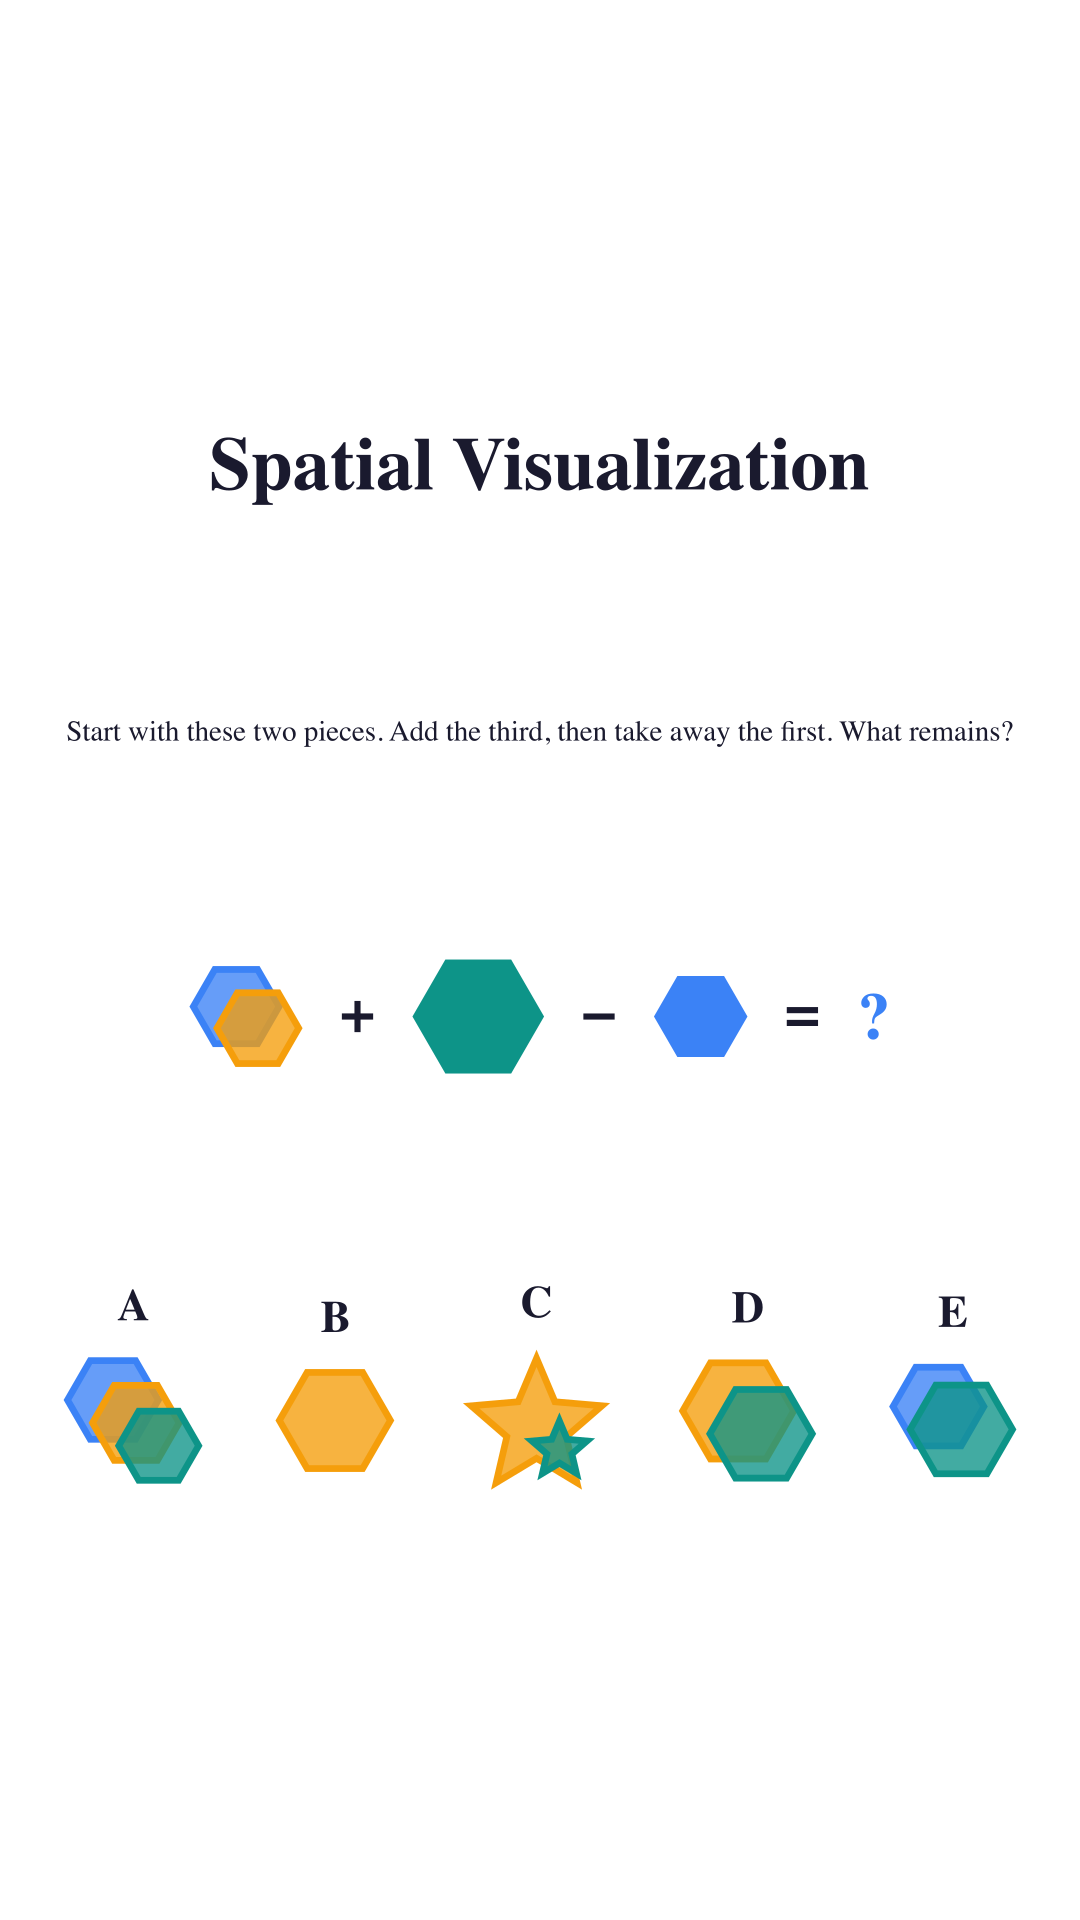 Spatial Visualization
Start with these two pieces. Add the third, then take away the first. What remains?
+ − = ?
A B C D E